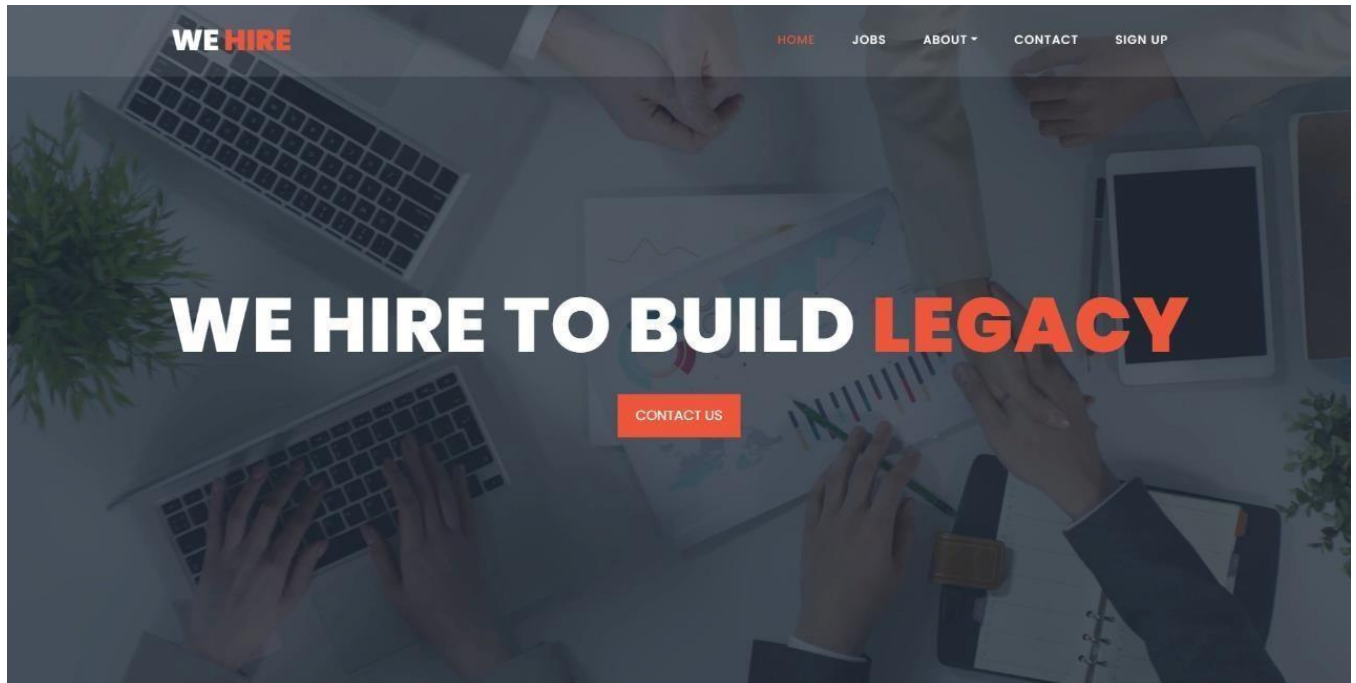 WE HIRE
HOME JOBS ABOUT CONTACT SIGN UP
WE HIRE TO BUILD LEGACY
CONTACT US